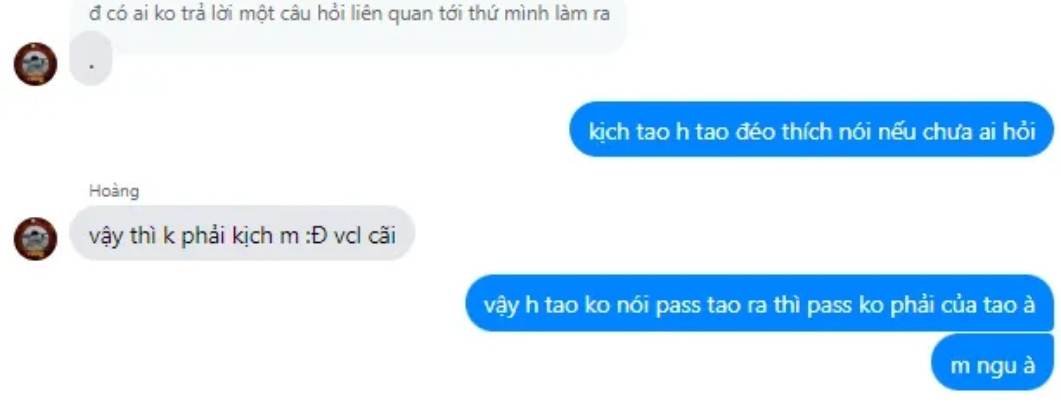 đ có ai ko trả lời một câu hỏi liên quan tới thứ mình làm ra
.
kịch tao h tao đéo thích nói nếu chưa ai hỏi
Hoàng
vậy thì k phải kịch m :Đ vcl cãi
vậy h tao ko nói pass tao ra thì pass ko phải của tao à
m ngu à